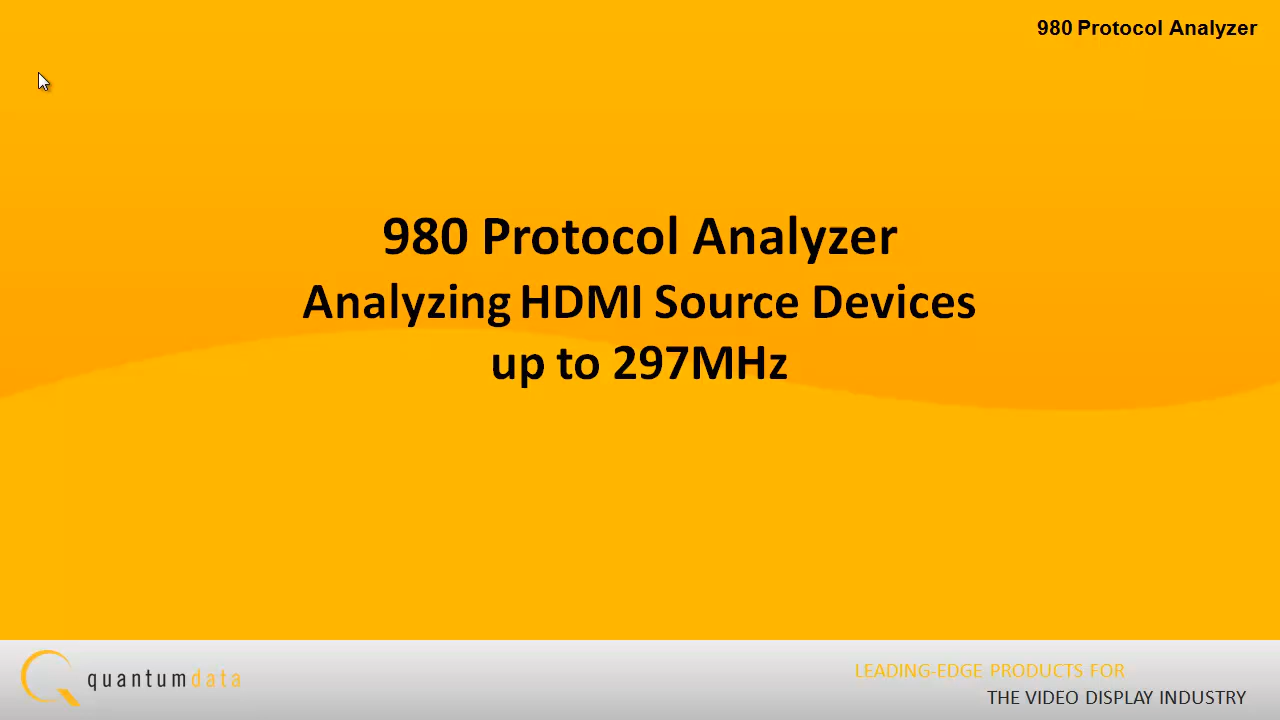 980 Protocol Analyzer
980 Protocol Analyzer
Analyzing HDMI Source Devices
up to 297MHz
quantumdata
LEADING-EDGE PRODUCTS FOR
THE VIDEO DISPLAY INDUSTRY